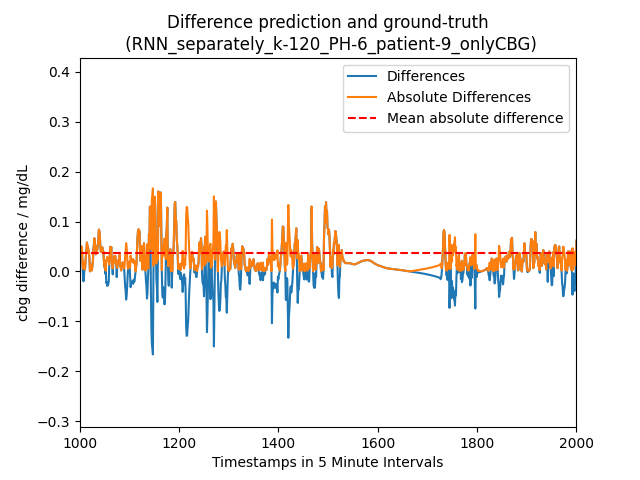 Difference prediction and ground-truth
(RNN_separately_k-120_PH-6_patient-9_onlyCBG)
Differences
Absolute Differences
Mean absolute difference
cbg difference / mg/dL
0.4
0.3
0.2
0.1
0.0
−0.1
−0.2
−0.3
1000
1200
1400
1600
1800
2000
Timestamps in 5 Minute Intervals